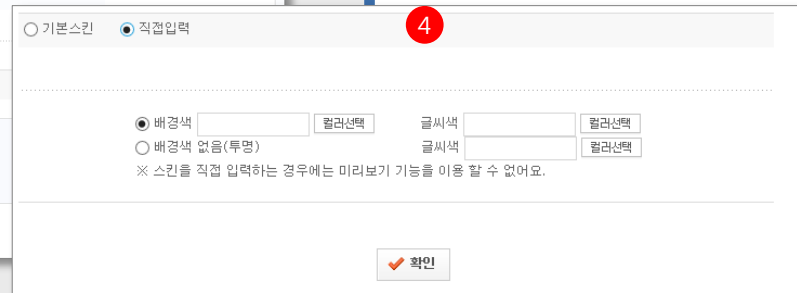 기본스킨 직접입력 4
배경색 컬러선택 글씨색 컬러선택
배경색 없음(투명) 글씨색 컬러선택
※ 스킨을 직접 입력하는 경우에는 미리보기 기능을 이용 할 수 없어요.
확인